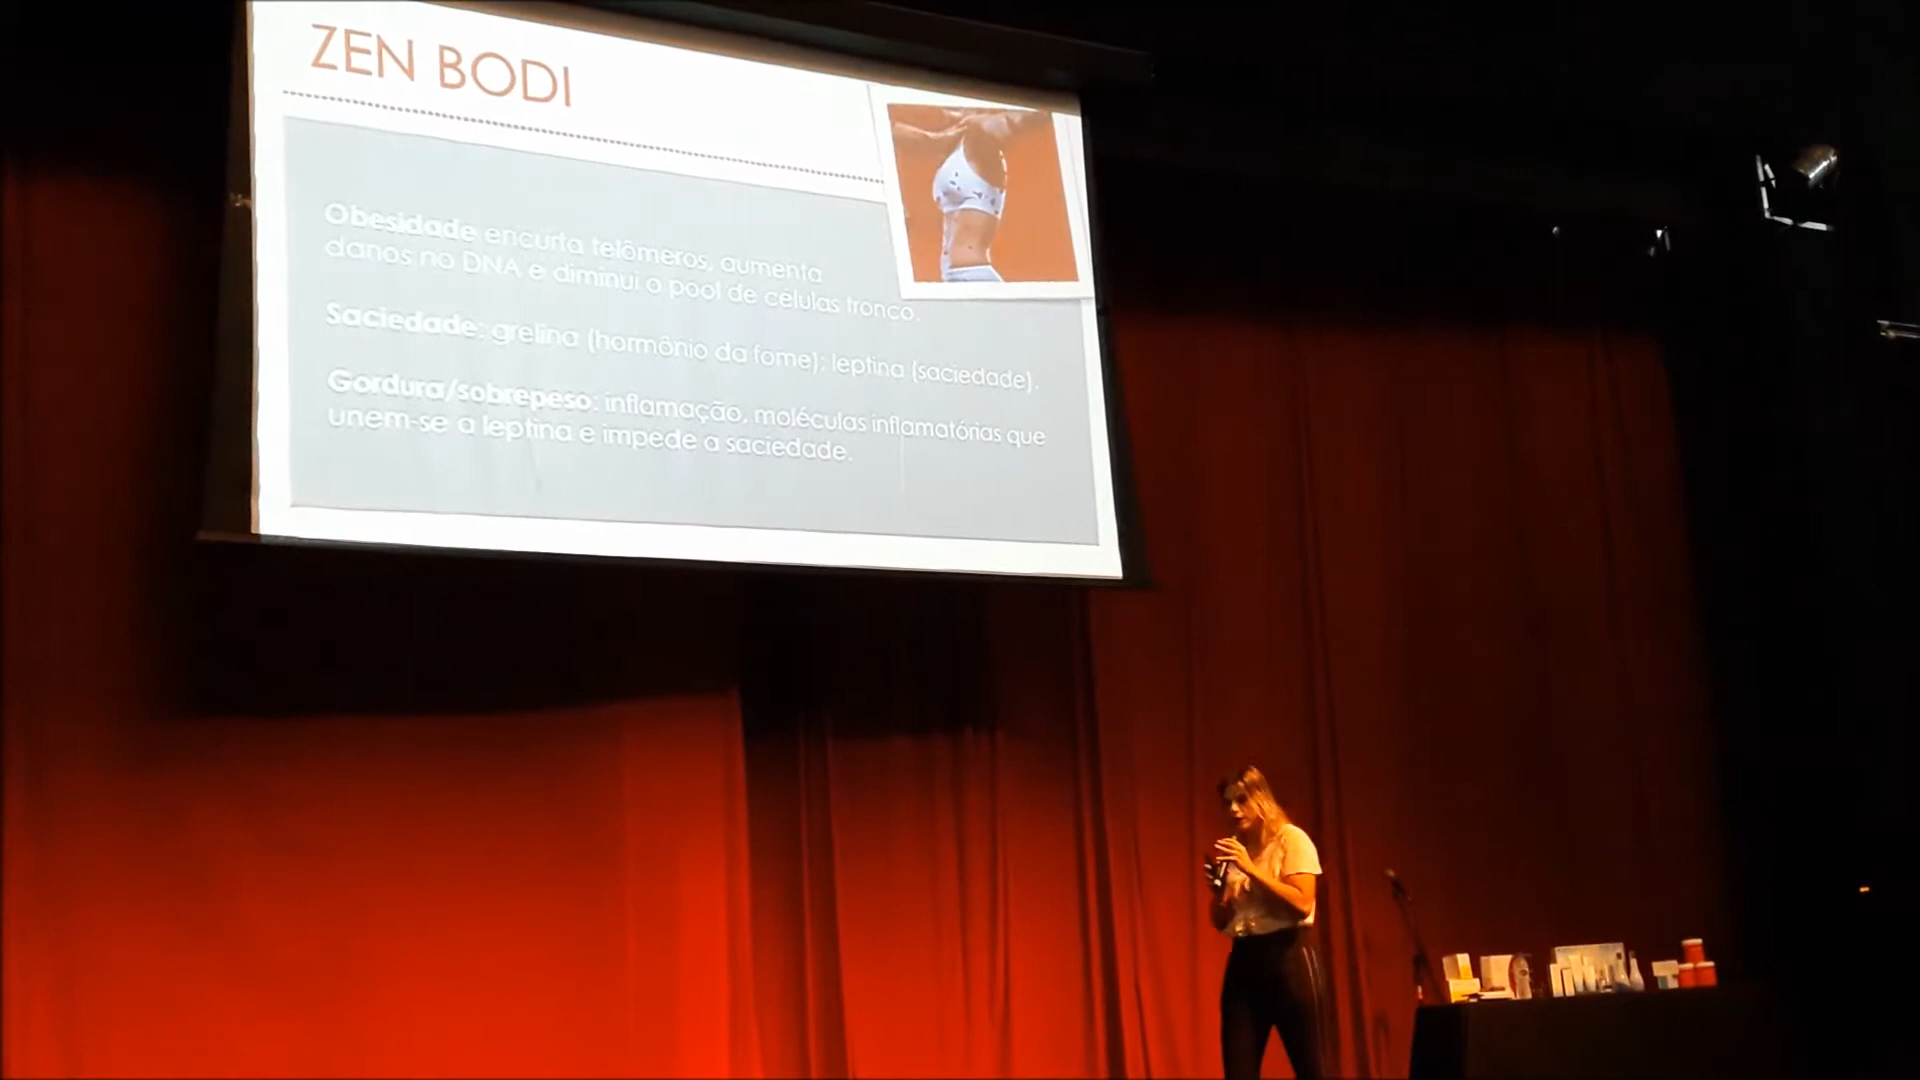 ZEN BODI
Obesidade encurta telômeros, aumenta
danos no DNA e diminui o pool de células tronco.
Saciedade: grelina (hormônio da fome); leptina (saciedade).
Gordura/sobrepeso: inflamação, moléculas inflamatórias que
unem-se a leptina e impede a saciedade.